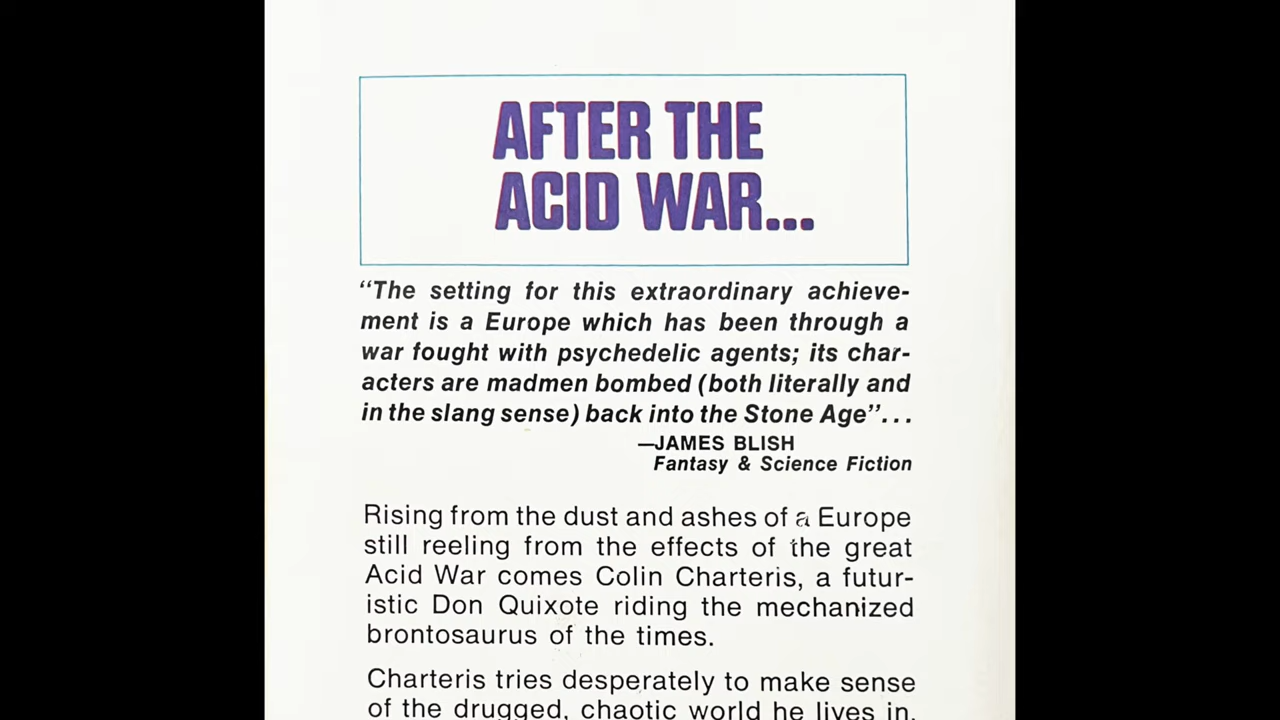 AFTER THE
ACID WAR...
“The setting for this extraordinary achieve-
ment is a Europe which has been through a
war fought with psychedelic agents; its char-
acters are madmen bombed (both literally and
in the slang sense) back into the Stone Age”...
—JAMES BLISH
Fantasy & Science Fiction
Rising from the dust and ashes of a Europe
still reeling from the effects of the great
Acid War comes Colin Charteris, a futur-
istic Don Quixote riding the mechanized
brontosaurus of the times.
Charteris tries desperately to make sense
of the drugged, chaotic world he lives in.